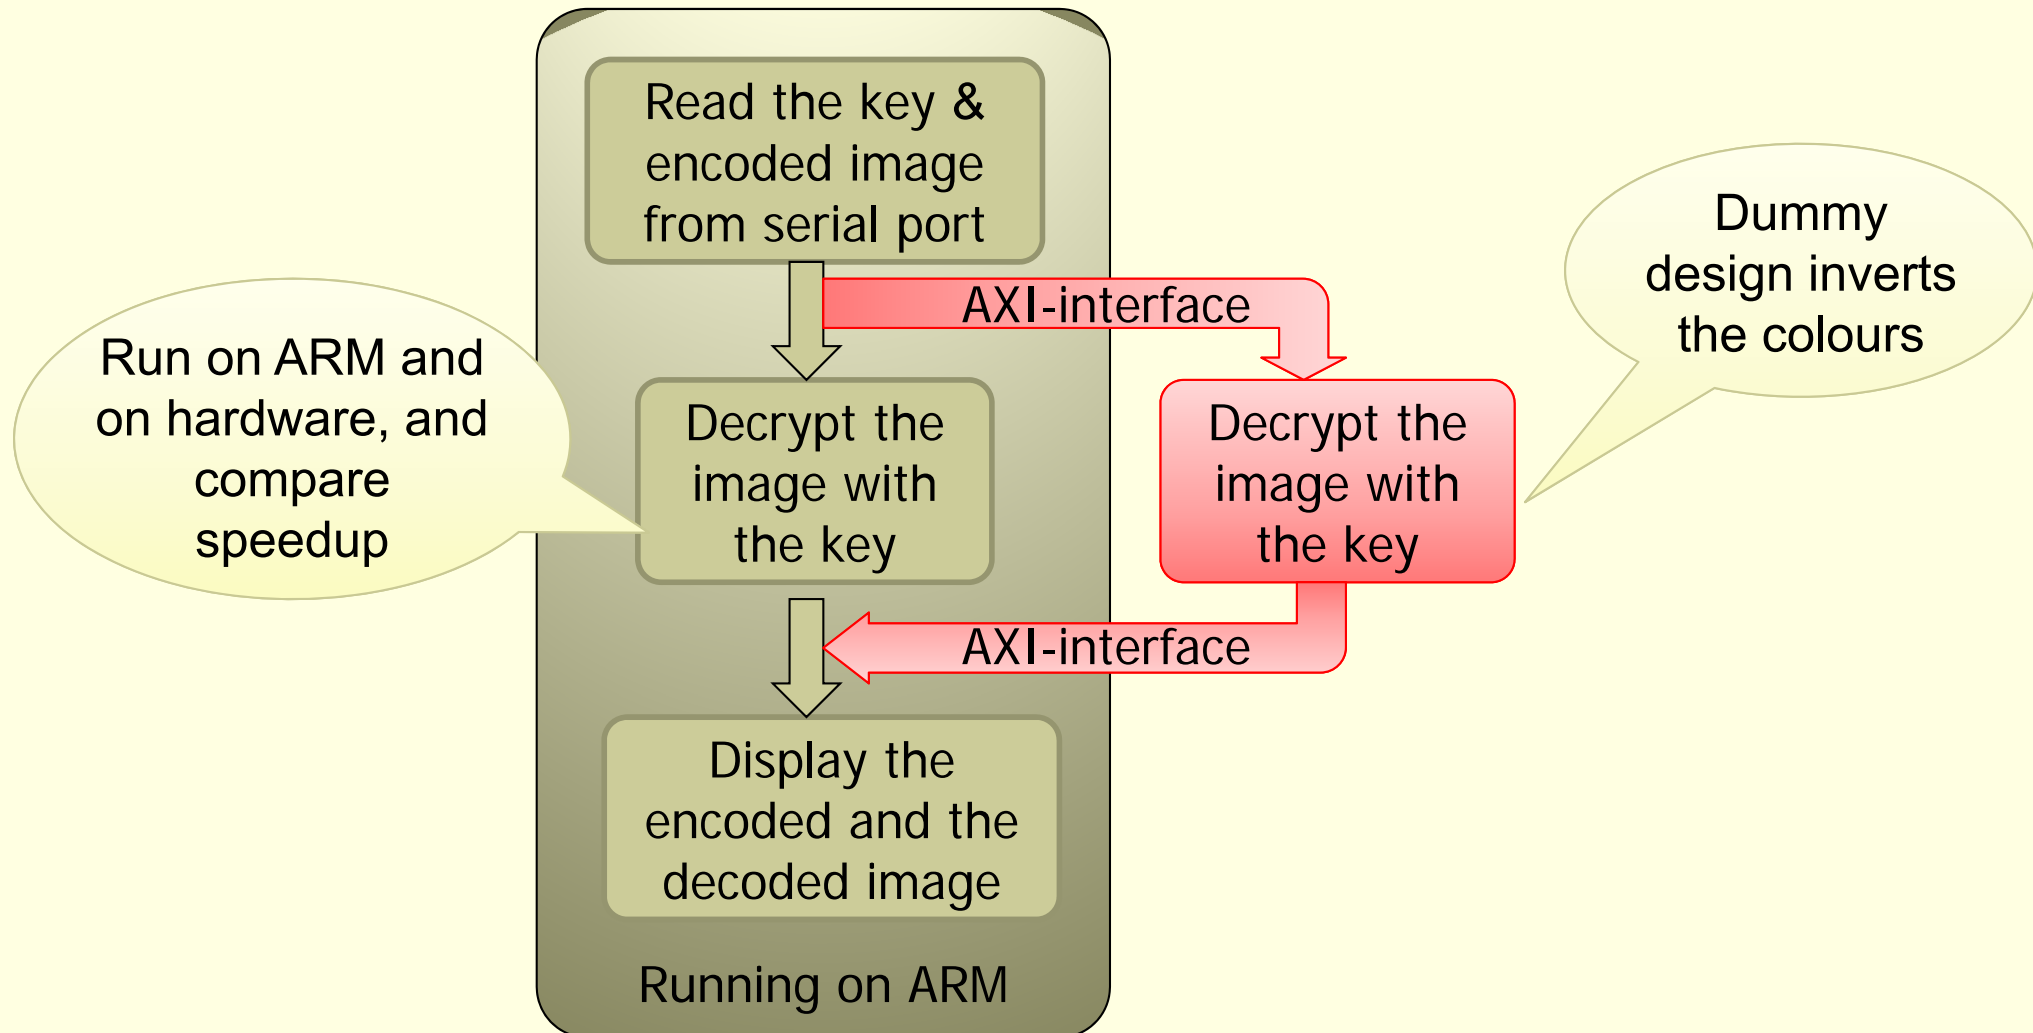 Read the key &
encoded image
from serial port
AXI-interface
Dummy
design inverts
the colours
Run on ARM and
on hardware, and
compare
speedup
Decrypt the
image with
the key
Decrypt the
image with
the key
AXI-interface
Display the
encoded and the
decoded image
Running on ARM